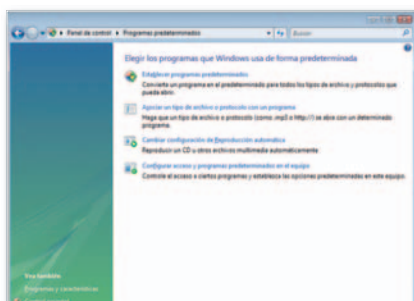 Panel de control ▸ Programas predeterminados
Buscar
Elegir los programas que Windows usa de forma predeterminada
Establecer programas predeterminados
Convierta un programa en el predeterminado para todos los tipos de archivo y protocolos que
pueda abrir.
Asociar un tipo de archivo o protocolo con un programa
Haga que un tipo de archivo o protocolo (como .mp3 o http://) se abra con un determinado
programa.
Cambiar configuración de Reproducción automática
Reproducir un CD u otros archivos multimedia automáticamente
Configurar acceso y programas predeterminados en el equipo
Controle el acceso a ciertos programas y establezca las opciones predeterminadas en este equipo.
Vea también
Programas y características